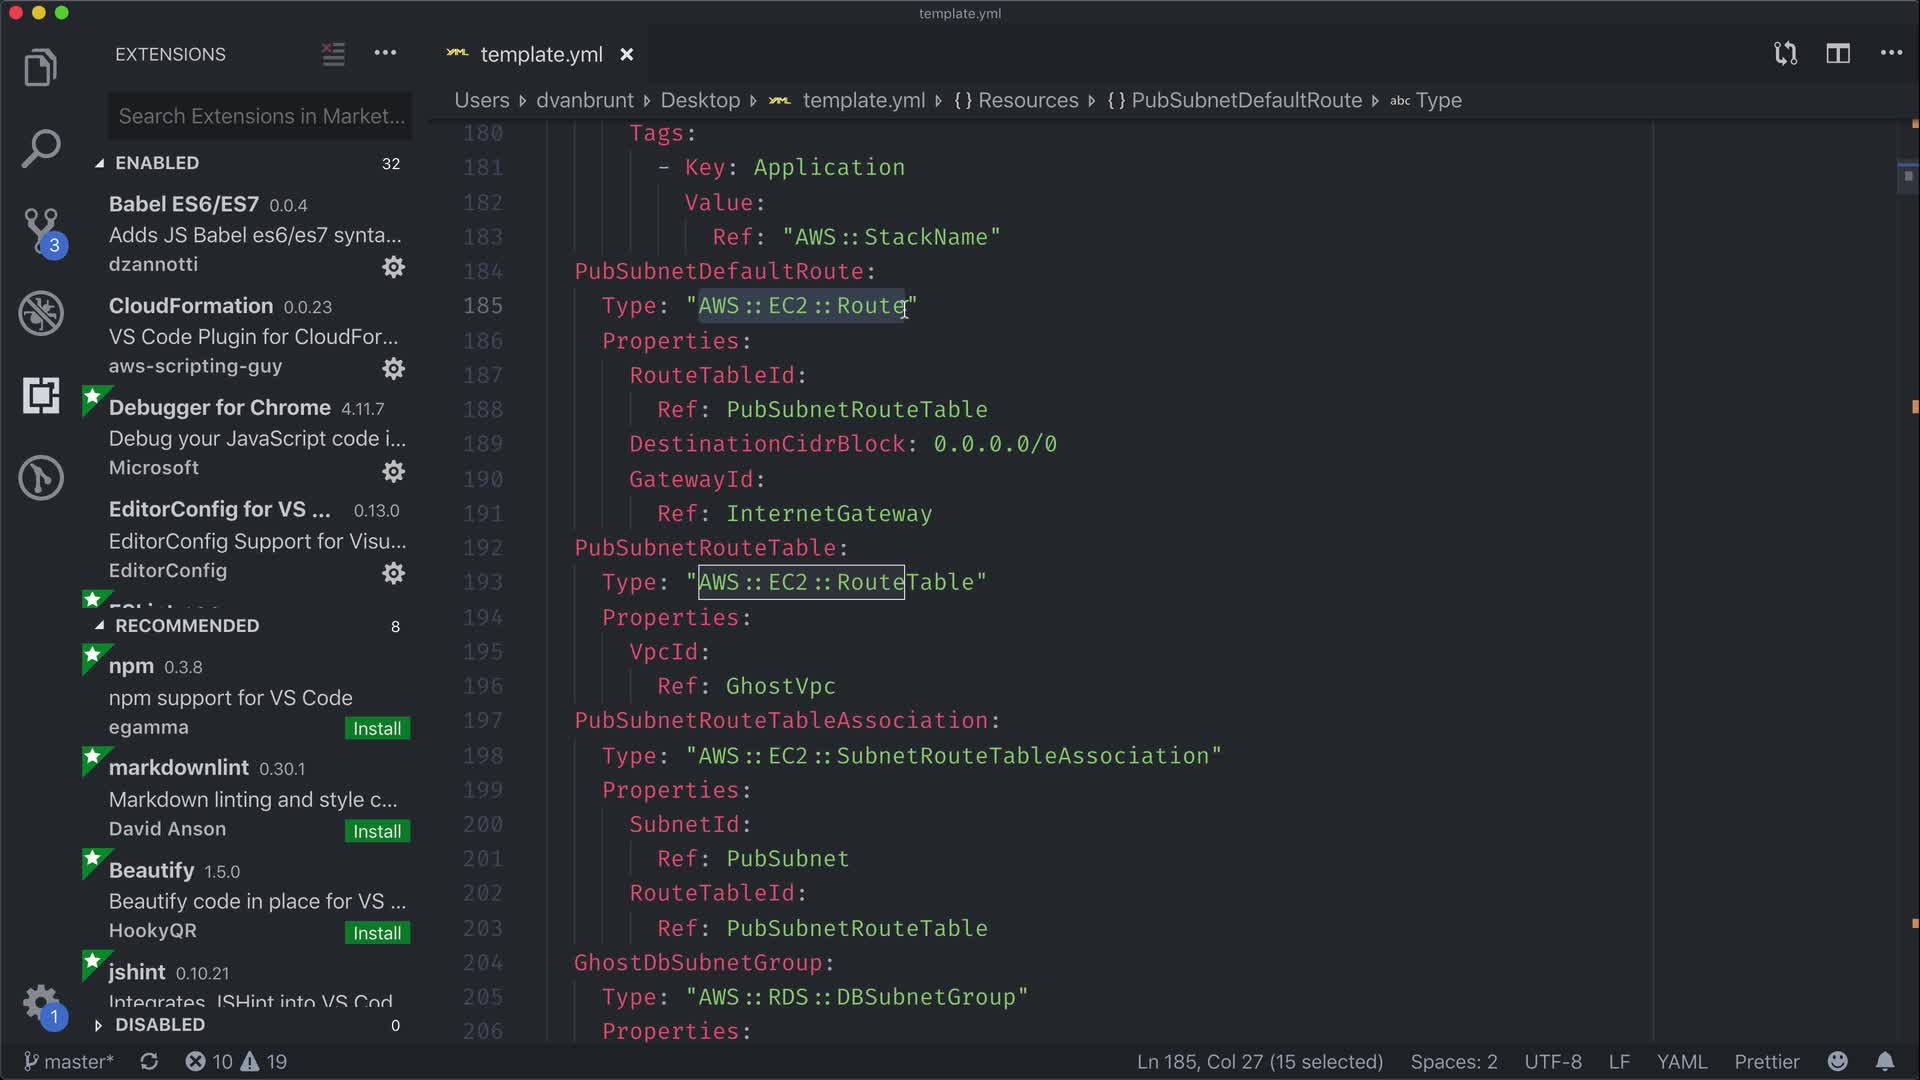 template.yml
EXTENSIONS
Search Extensions in Market...
ENABLED 32
Babel ES6/ES7 0.0.4
Adds JS Babel es6/es7 synta...
dzannotti
CloudFormation 0.0.23
VS Code Plugin for CloudFor...
aws-scripting-guy
Debugger for Chrome 4.11.7
Debug your JavaScript code i...
Microsoft
EditorConfig for VS ... 0.13.0
EditorConfig Support for Visu...
EditorConfig
RECOMMENDED 8
npm 0.3.8
npm support for VS Code
egamma Install
markdownlint 0.30.1
Markdown linting and style c...
David Anson Install
Beautify 1.5.0
Beautify code in place for VS ...
HookyQR Install
jshint 0.10.21
Integrates JSHint into VS Cod
DISABLED 0
3
1
YAML template.yml ×
Users dvanbrunt Desktop YAML template.yml {} Resources {} PubSubnetDefaultRoute abc Type
180 Tags:
181 - Key: Application
182 Value:
183 Ref: "AWS::StackName"
184 PubSubnetDefaultRoute:
185 Type: "AWS::EC2::Route"
186 Properties:
187 RouteTableId:
188 Ref: PubSubnetRouteTable
189 DestinationCidrBlock: 0.0.0.0/0
190 GatewayId:
191 Ref: InternetGateway
192 PubSubnetRouteTable:
193 Type: "AWS::EC2::RouteTable"
194 Properties:
195 VpcId:
196 Ref: GhostVpc
197 PubSubnetRouteTableAssociation:
198 Type: "AWS::EC2::SubnetRouteTableAssociation"
199 Properties:
200 SubnetId:
201 Ref: PubSubnet
202 RouteTableId:
203 Ref: PubSubnetRouteTable
204 GhostDbSubnetGroup:
205 Type: "AWS::RDS::DBSubnetGroup"
206 Properties:
master* 10 19 Ln 185, Col 27 (15 selected) Spaces: 2 UTF-8 LF YAML Prettier